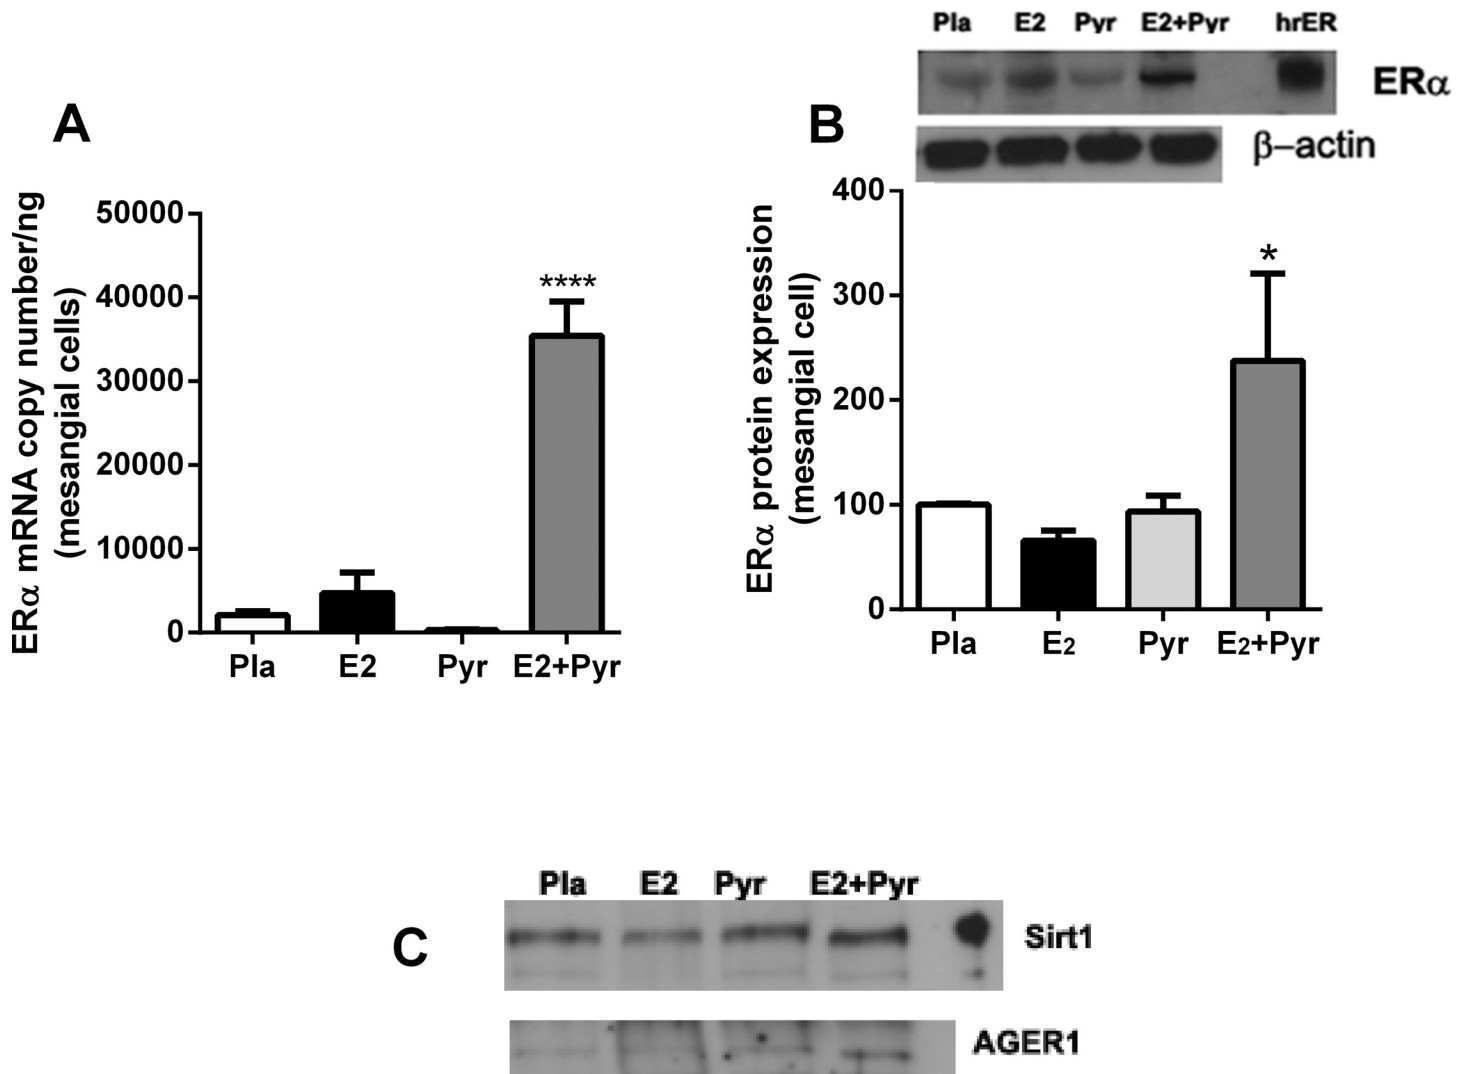 A
ERα mRNA copy number/ng
(mesangial cells)
50000
40000
30000
20000
10000
0
****
Pla E2 Pyr E2+Pyr
B
Pla E2 Pyr E2+Pyr hrER
ERα
β–actin
ERα protein expression
(mesangial cell)
400
300
200
100
0
*
Pla E2 Pyr E2+Pyr
C
Pla E2 Pyr E2+Pyr
Sirt1
AGER1